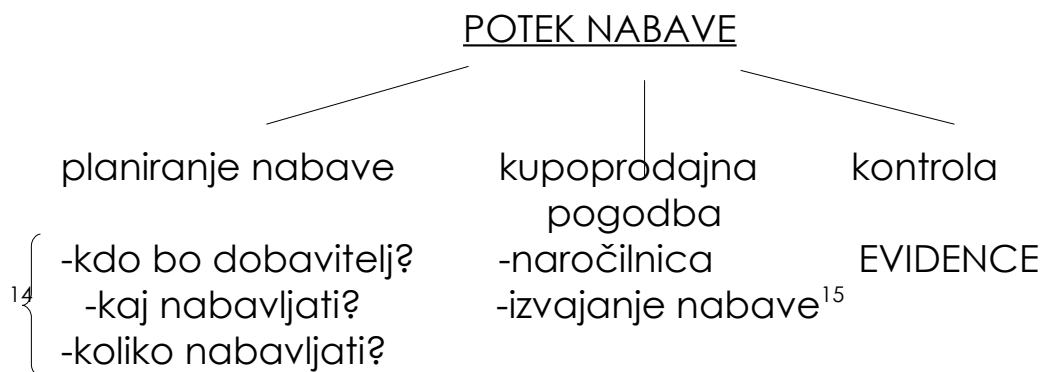 POTEK NABAVE
planiranje nabave kupoprodajna kontrola
pogodba
-kdo bo dobavitelj? -naročilnica EVIDENCE
14 -kaj nabavljati? -izvajanje nabave15
-koliko nabavljati?